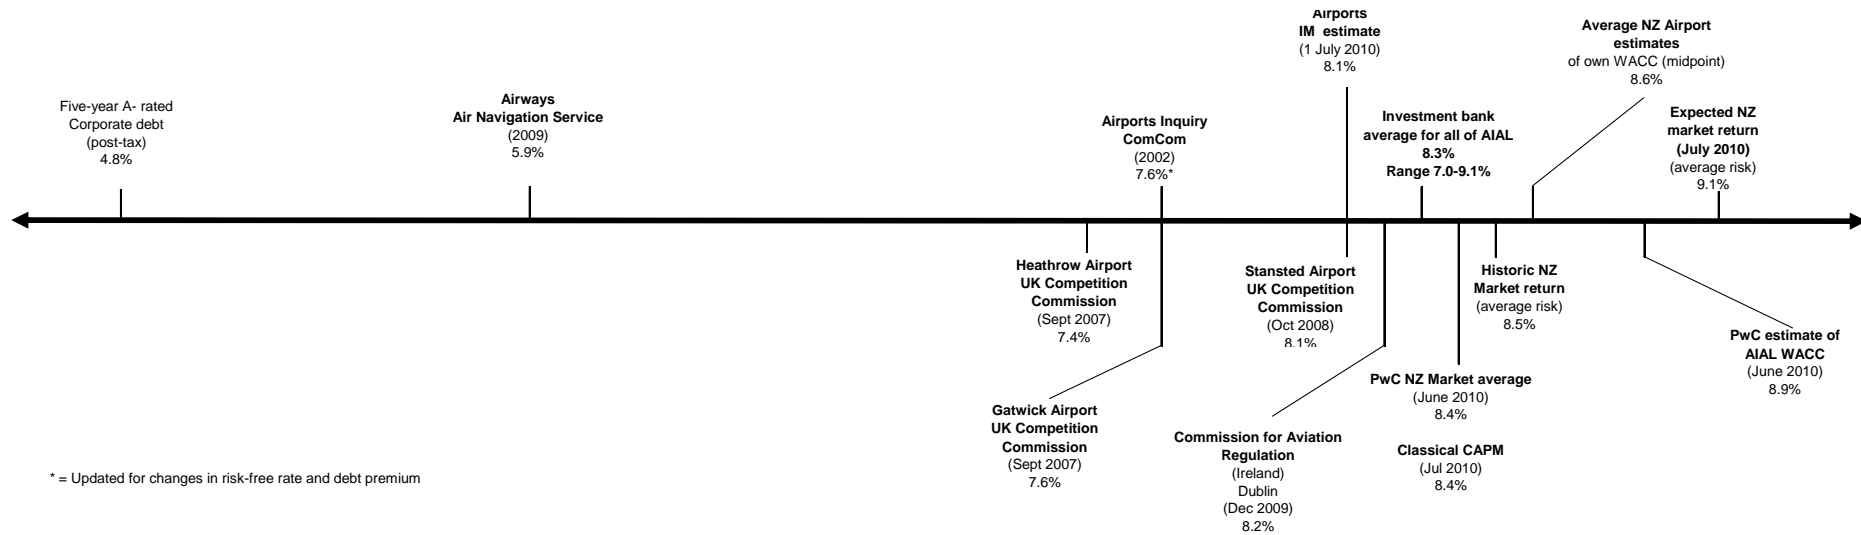 Airports
IM estimate
(1 July 2010)
8.1%
Average NZ Airport
estimates
of own WACC (midpoint)
8.6%
Five-year A- rated
Corporate debt
(post-tax)
4.8%
Airways
Air Navigation Service
(2009)
5.9%
Airports Inquiry
ComCom
(2002)
7.6%*
Investment bank
average for all of AIAL
8.3%
Range 7.0-9.1%
Expected NZ
market return
(July 2010)
(average risk)
9.1%
Heathrow Airport
UK Competition
Commission
(Sept 2007)
7.4%
Stansted Airport
UK Competition
Commission
(Oct 2008)
8.1%
Historic NZ
Market return
(average risk)
8.5%
PwC estimate of
AIAL WACC
(June 2010)
8.9%
Gatwick Airport
UK Competition
Commission
(Sept 2007)
7.6%
Commission for Aviation
Regulation
(Ireland)
Dublin
(Dec 2009)
8.2%
PwC NZ Market average
(June 2010)
8.4%
Classical CAPM
(Jul 2010)
8.4%
* = Updated for changes in risk-free rate and debt premium